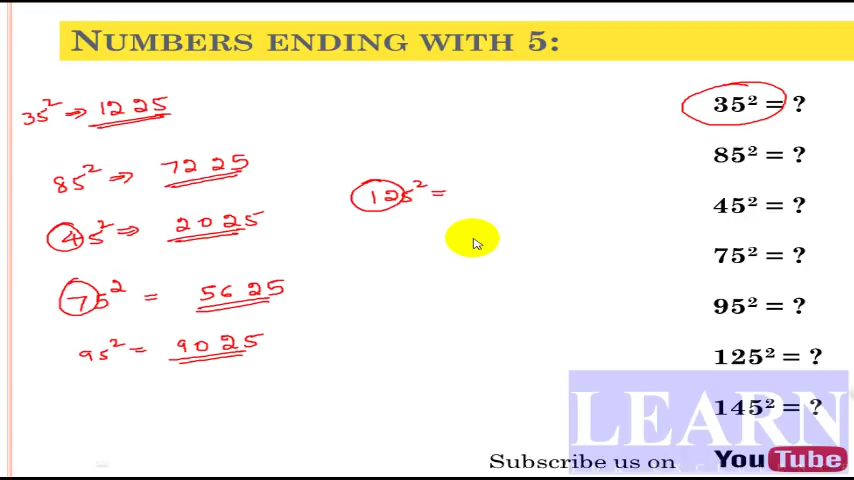 NUMBERS ENDING WITH 5:
35² ⇒ 1225
85² ⇒ 7225
45² ⇒ 2025
75² = 5625
95² = 9025
125² =
35² = ?
85² = ?
45² = ?
75² = ?
95² = ?
125² = ?
145² = ?
LEARN
Subscribe us on YouTube